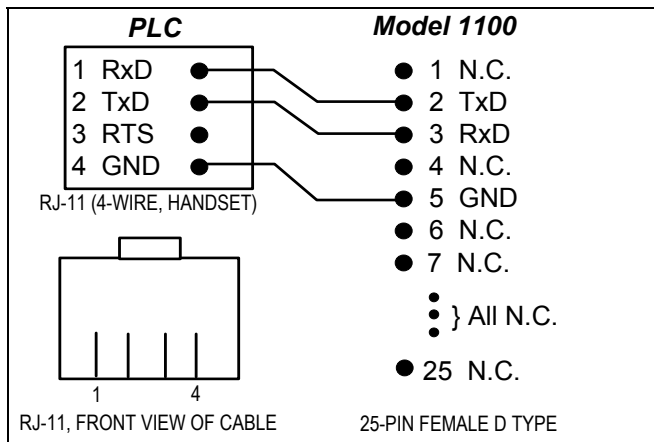 PLC
1 RxD
2 TxD
3 RTS
4 GND
RJ-11 (4-WIRE, HANDSET)
1 4
RJ-11, FRONT VIEW OF CABLE
Model 1100
1 N.C.
2 TxD
3 RxD
4 N.C.
5 GND
6 N.C.
7 N.C.
} All N.C.
25 N.C.
25-PIN FEMALE D TYPE